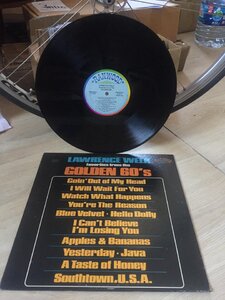 RANWOOD
LAWRENCE WELK
favorites from the
GOLDEN 60's
Goin' Out of My Head
I Will Wait For You
Watch What Happens
You're The Reason
Blue Velvet · Hello Dolly
I Can't Believe
I'm Losing You
Apples & Bananas
Yesterday · Java
A Taste of Honey
Southtown, U.S.A.